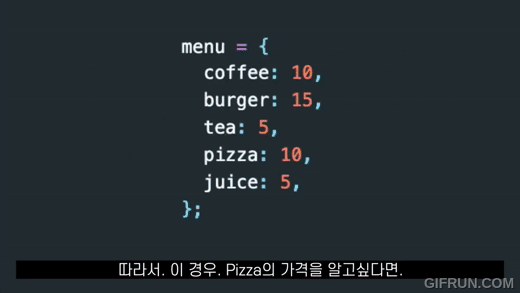 menu = {
coffee: 10,
burger: 15,
tea: 5,
pizza: 10,
juice: 5,
};
따라서. 이 경우. Pizza의 가격을 알고싶다면.
GIFRUN.COM